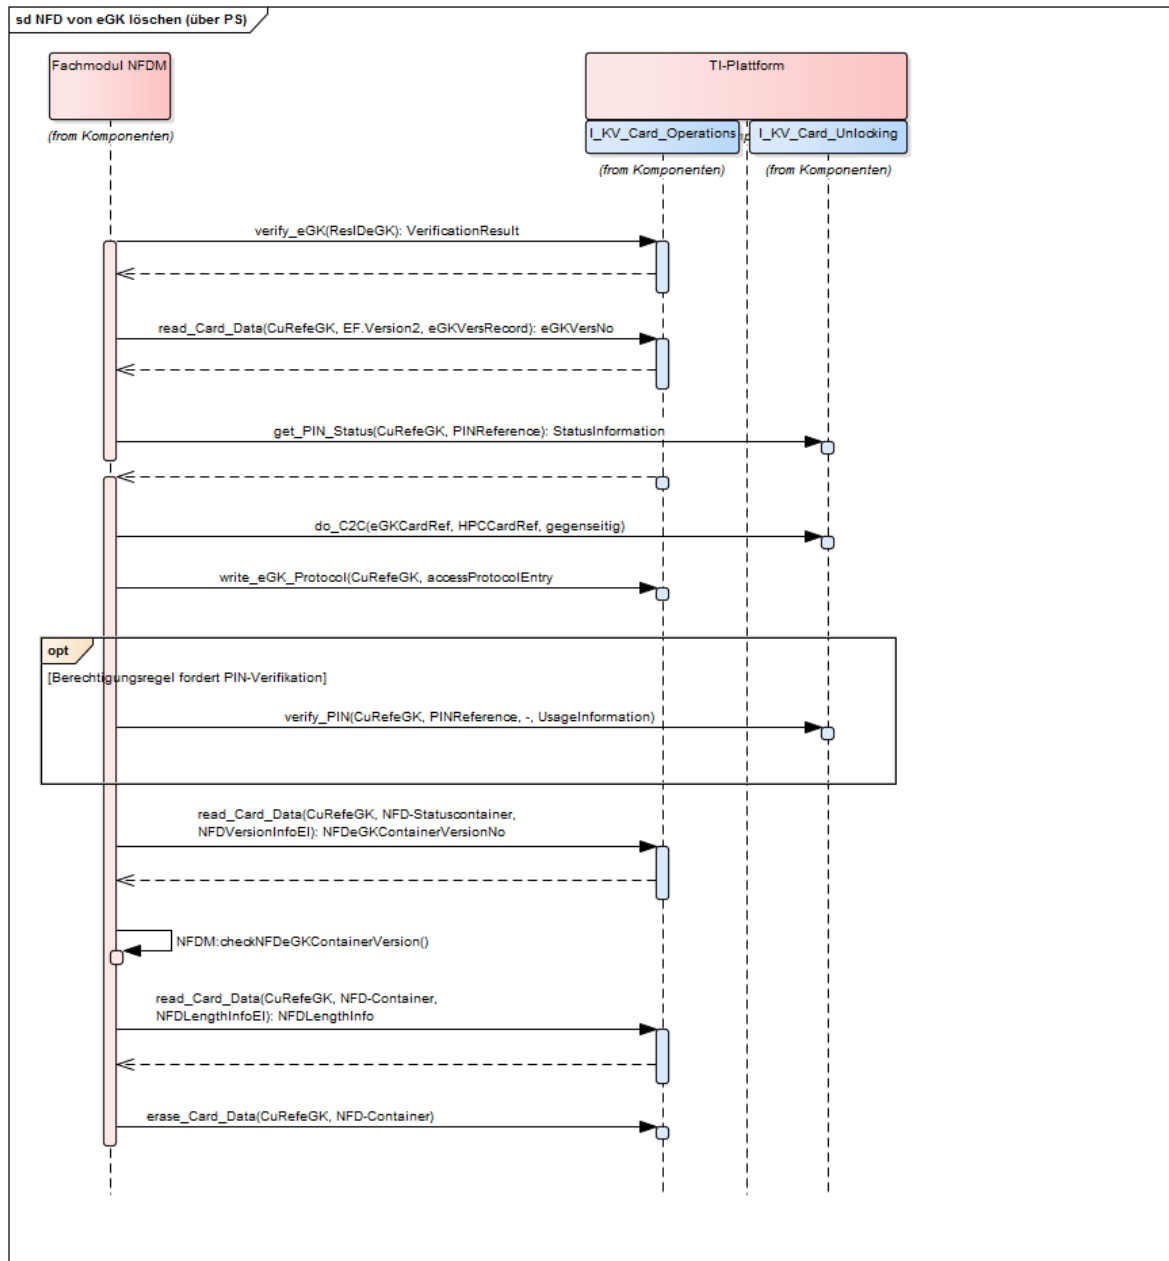 sd NFD von eGK löschen (über PS)
Fachmodul NFDM
TI-Plattform
(from Komponenten)
I_KV_Card_Operations
I_KV_Card_Unlocking
(from Komponenten)
(from Komponenten)
verify_eGK(ResIDeGK): VerificationResult
read_Card_Data(CuRefeGK, EF.Version2, eGKVersRecord): eGKVersNo
get_PIN_Status(CuRefeGK, PINReference): StatusInformation
do_C2C(eGKCardRef, HPCCardRef, gegenseitig)
write_eGK_Protocol(CuRefeGK, accessProtocolEntry
opt
[Berechtigungsregel fordert PIN-Verifikation]
verify_PIN(CuRefeGK, PINReference, -, UsageInformation)
read_Card_Data(CuRefeGK, NFD-Statuscontainer,
NFDVersionInfoEI): NFDeGKContainerVersionNo
NFDM:checkNFDeGKContainerVersion()
read_Card_Data(CuRefeGK, NFD-Container,
NFDLengthInfoEI): NFDLengthInfo
erase_Card_Data(CuRefeGK, NFD-Container)